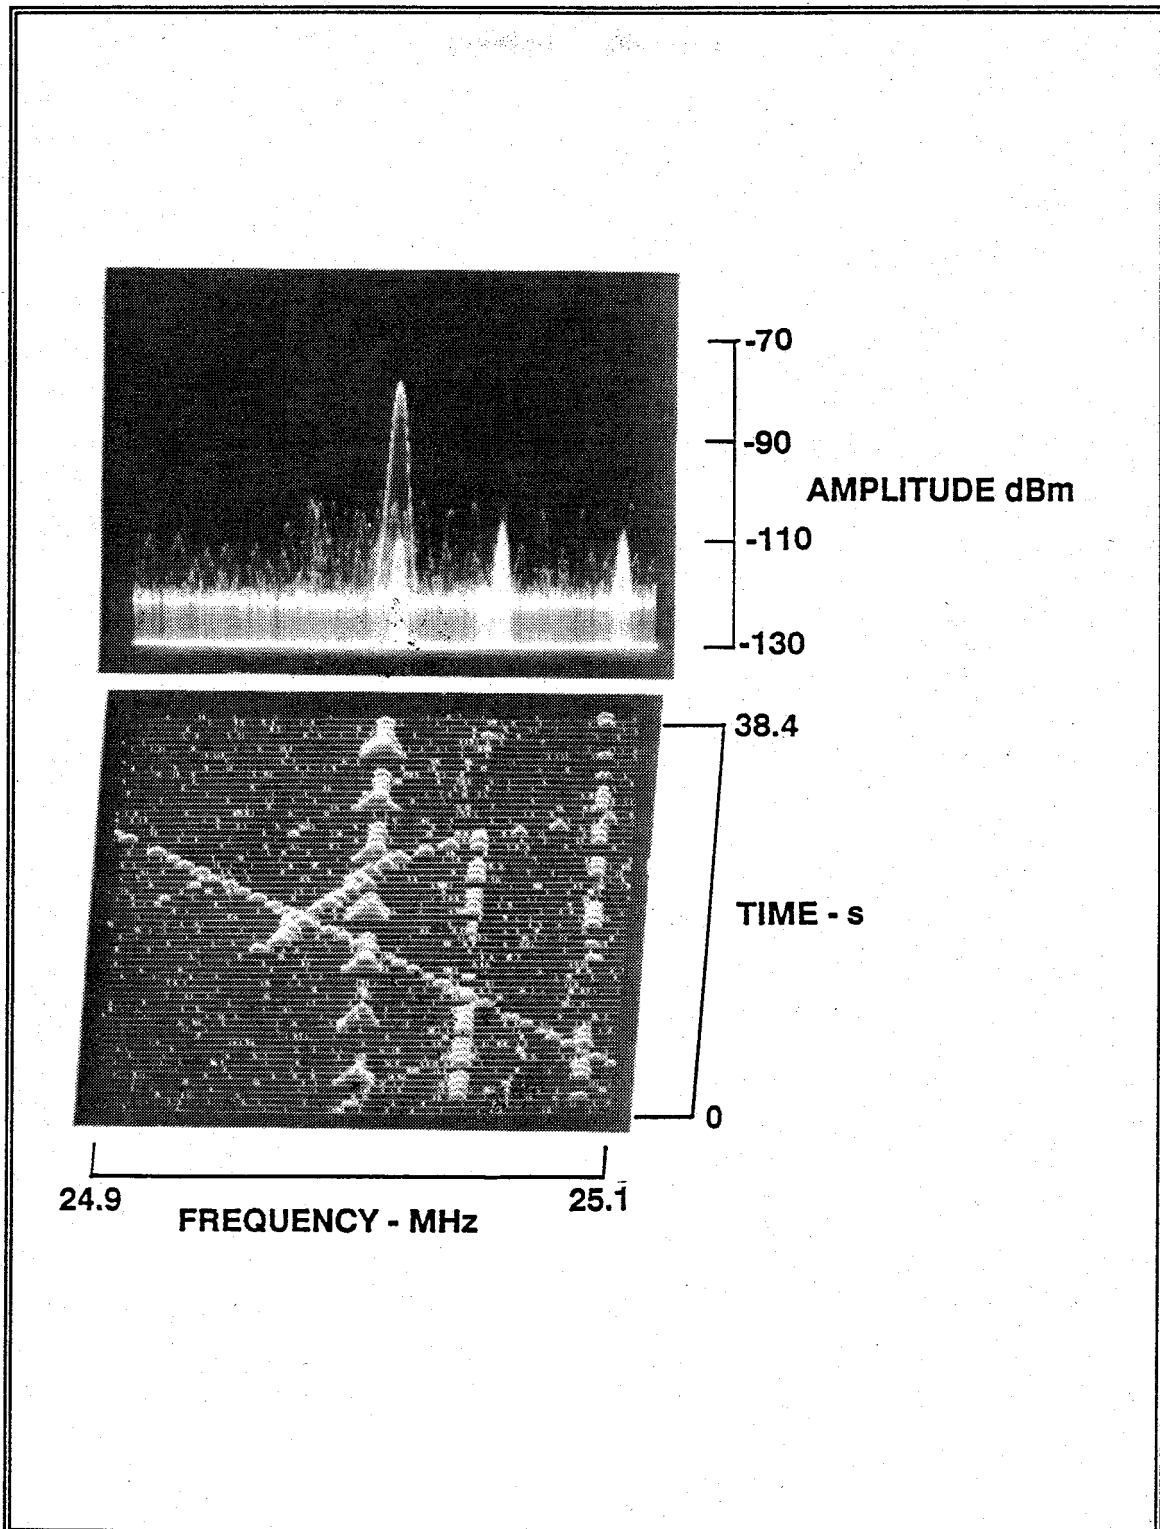 -70
-90
AMPLITUDE dBm
-110
-130
38.4
TIME - s
0
24.9
25.1
FREQUENCY - MHz